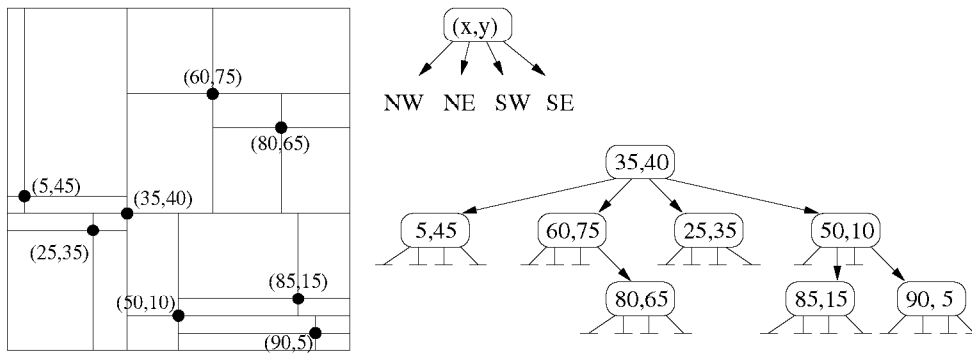 (60,75)
(80,65)
(5,45)
(35,40)
(25,35)
(85,15)
(50,10)
(90,5)
(x,y)
NW NE SW SE
35,40
5,45 60,75 25,35 50,10
80,65 85,15 90, 5